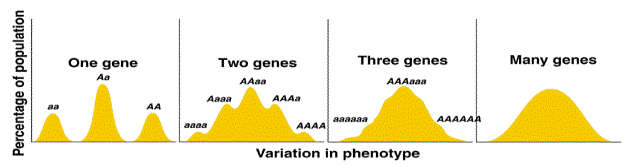 Percentage of population
One gene
aa
Aa
AA
Two genes
aaaa
Aaaa
AAaa
AAAa
AAAA
Three genes
aaaaaa
AAAaaa
AAAAAA
Many genes
Variation in phenotype